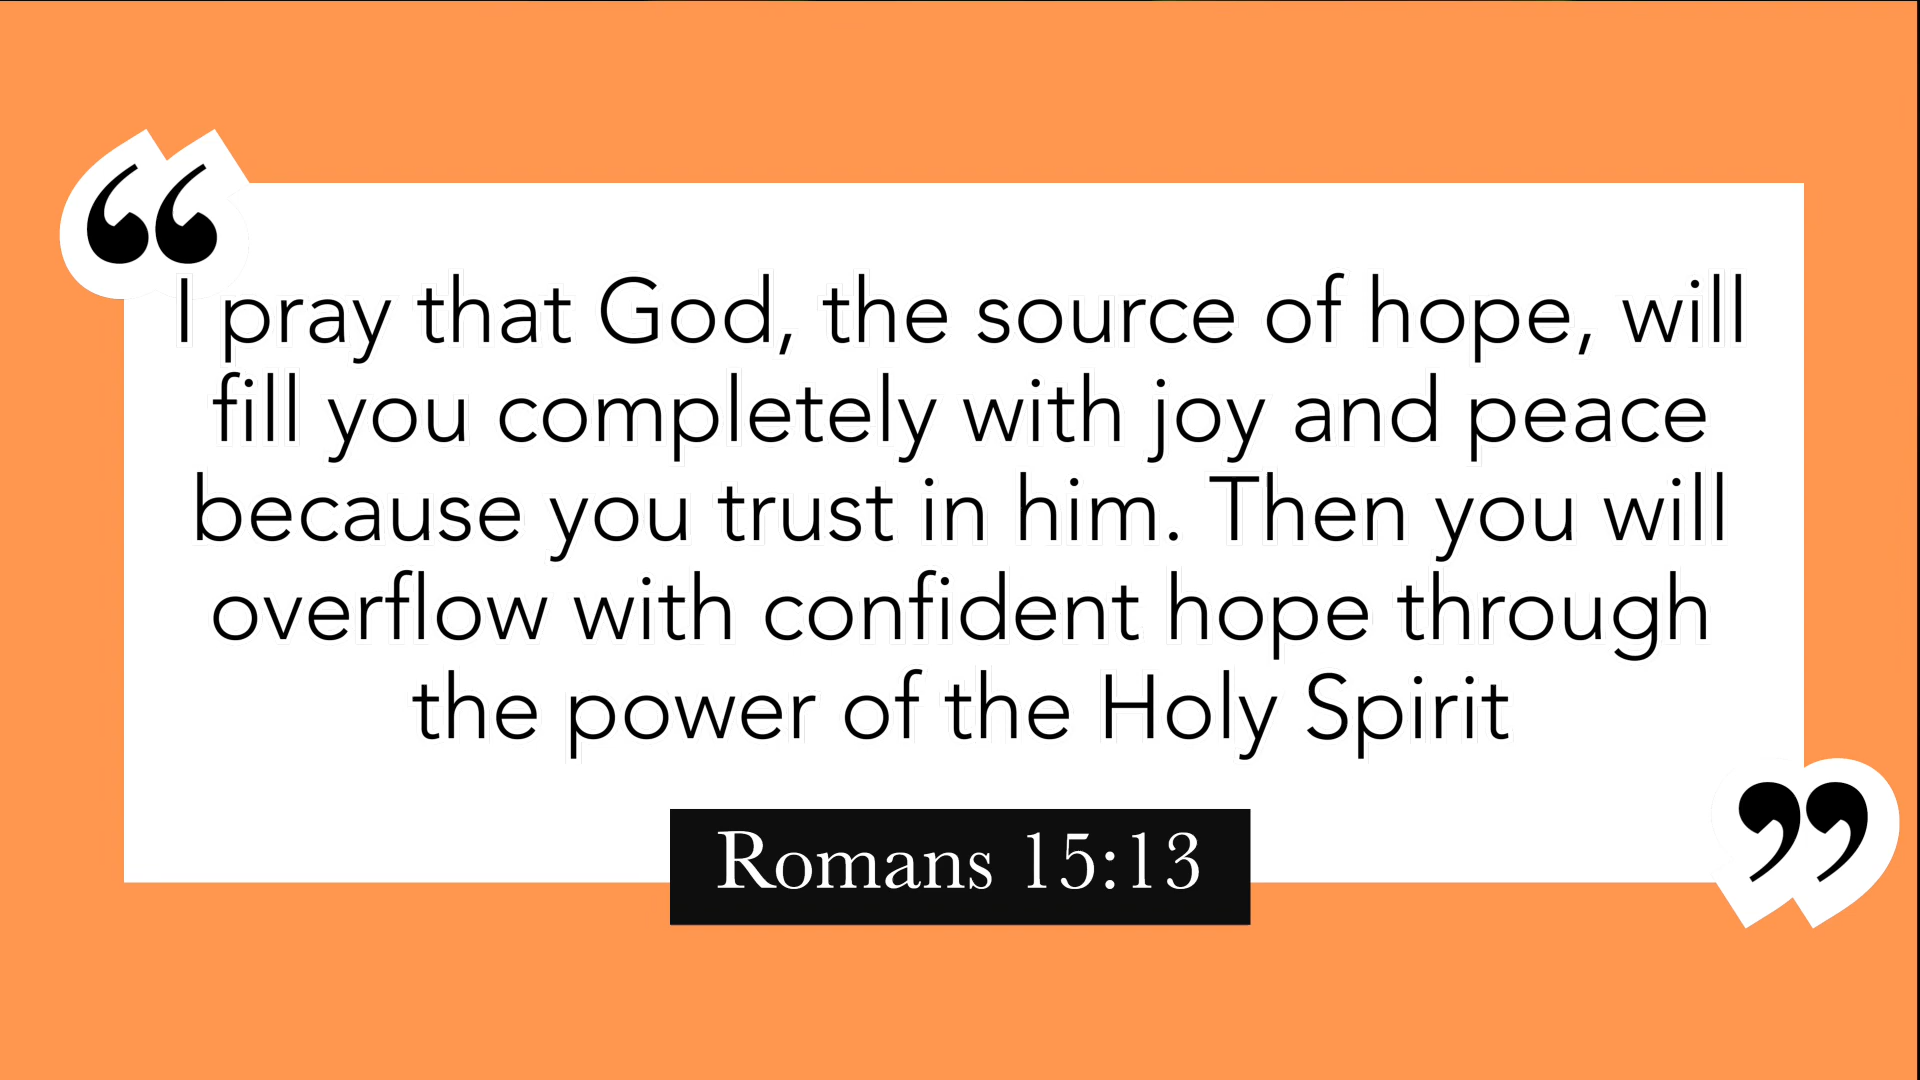 “
I pray that God, the source of hope, will
fill you completely with joy and peace
because you trust in him. Then you will
overflow with confident hope through
the power of the Holy Spirit
”
Romans 15:13